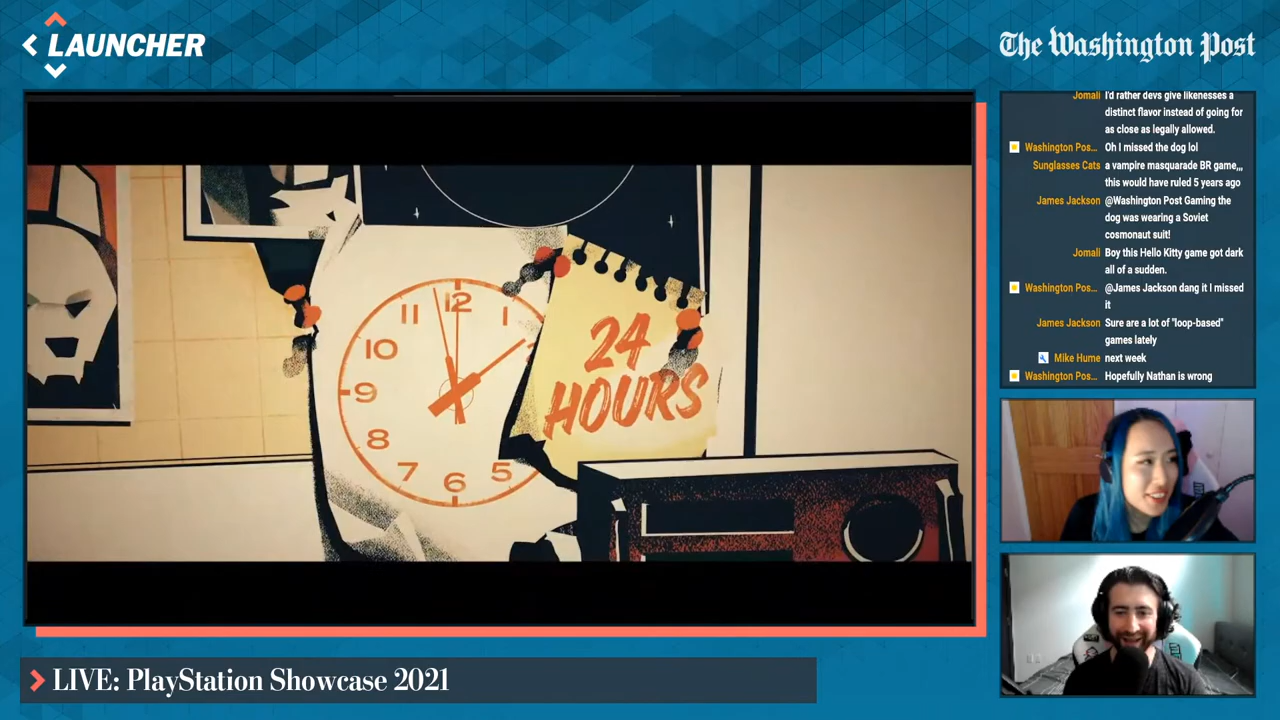 LAUNCHER
The Washington Post
Jomali I'd rather devs give likenesses a
distinct flavor instead of going for
as close as legally allowed.
Washington Pos... Oh I missed the dog lol
Sunglasses Cats a vampire masquarade BR game,,,
this would have ruled 5 years ago
James Jackson @Washington Post Gaming the
dog was wearing a Soviet
cosmonaut suit!
Jomali Boy this Hello Kitty game got dark
all of a sudden.
Washington Pos... @James Jackson dang it I missed
it
James Jackson Sure are a lot of "loop-based"
games lately
Mike Hume next week
Washington Pos... Hopefully Nathan is wrong
11 12 1
10
9
8
7 6 5
24
HOURS
LIVE: PlayStation Showcase 2021